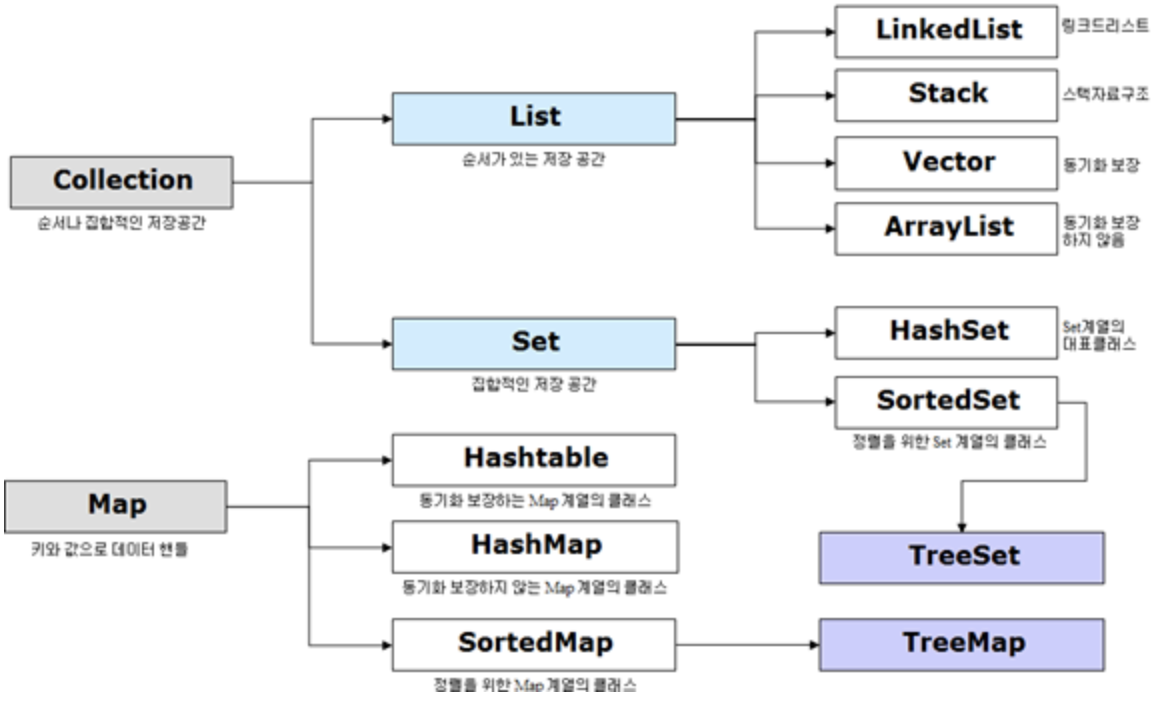 LinkedList
링크드리스트
Stack
스택자료구조
List
순서가 있는 저장 공간
Vector
동기화 보장
Collection
순서나 집합적인 저장공간
ArrayList
동기화 보장
하지 않음
Set
집합적인 저장 공간
HashSet
Set계열의
대표클래스
SortedSet
정렬을 위한 Set 계열의 클래스
Map
키와 값으로 데이터 핸들
Hashtable
동기화 보장하는 Map 계열의 클래스
HashMap
동기화 보장하지 않는 Map 계열의 클래스
TreeSet
SortedMap
정렬을 위한 Map 계열의 클래스
TreeMap